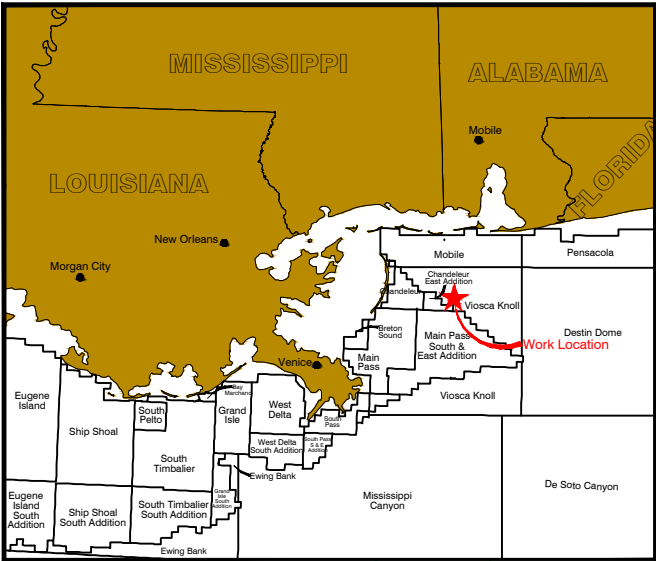 MISSISSIPPI
ALABAMA
FLORIDA
Mobile
LOUISIANA
New Orleans
Morgan City
Venice
Mobile
Pensacola
Chandeleur
East Addition
Chandeleur
Viosca Knoll
Breton
Sound
Main Pass
South &
East Addition
Destin Dome
Work Location
Main
Pass
Viosca Knoll
Eugene
Island
Ship Shoal
South
Pelto
Bay
Marchand
Grand
Isle
West
Delta
South
Pass
West Delta
South Addition
South Pass
S & E
Addition
South
Timbalier
Ewing Bank
Grand
Isle
South
Addition
Mississippi
Canyon
De Soto Canyon
Eugene
Island
South
Addition
Ship Shoal
South Addition
South Timbalier
South Addition
Ewing Bank